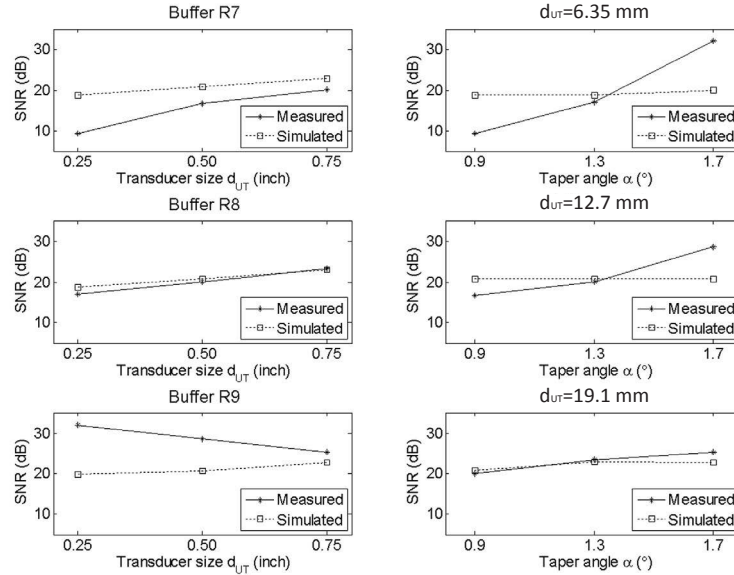 Buffer R7
SNR (dB)
30
20
10
Measured
Simulated
0.25 0.50 0.75
Transducer size d_UT (inch)
dUT=6.35 mm
SNR (dB)
30
20
10
Measured
Simulated
0.9 1.3 1.7
Taper angle α (°)
Buffer R8
SNR (dB)
30
20
10
Measured
Simulated
0.25 0.50 0.75
Transducer size d_UT (inch)
dUT=12.7 mm
SNR (dB)
30
20
10
Measured
Simulated
0.9 1.3 1.7
Taper angle α (°)
Buffer R9
SNR (dB)
30
20
10
Measured
Simulated
0.25 0.50 0.75
Transducer size d_UT (inch)
dUT=19.1 mm
SNR (dB)
30
20
10
Measured
Simulated
0.9 1.3 1.7
Taper angle α (°)